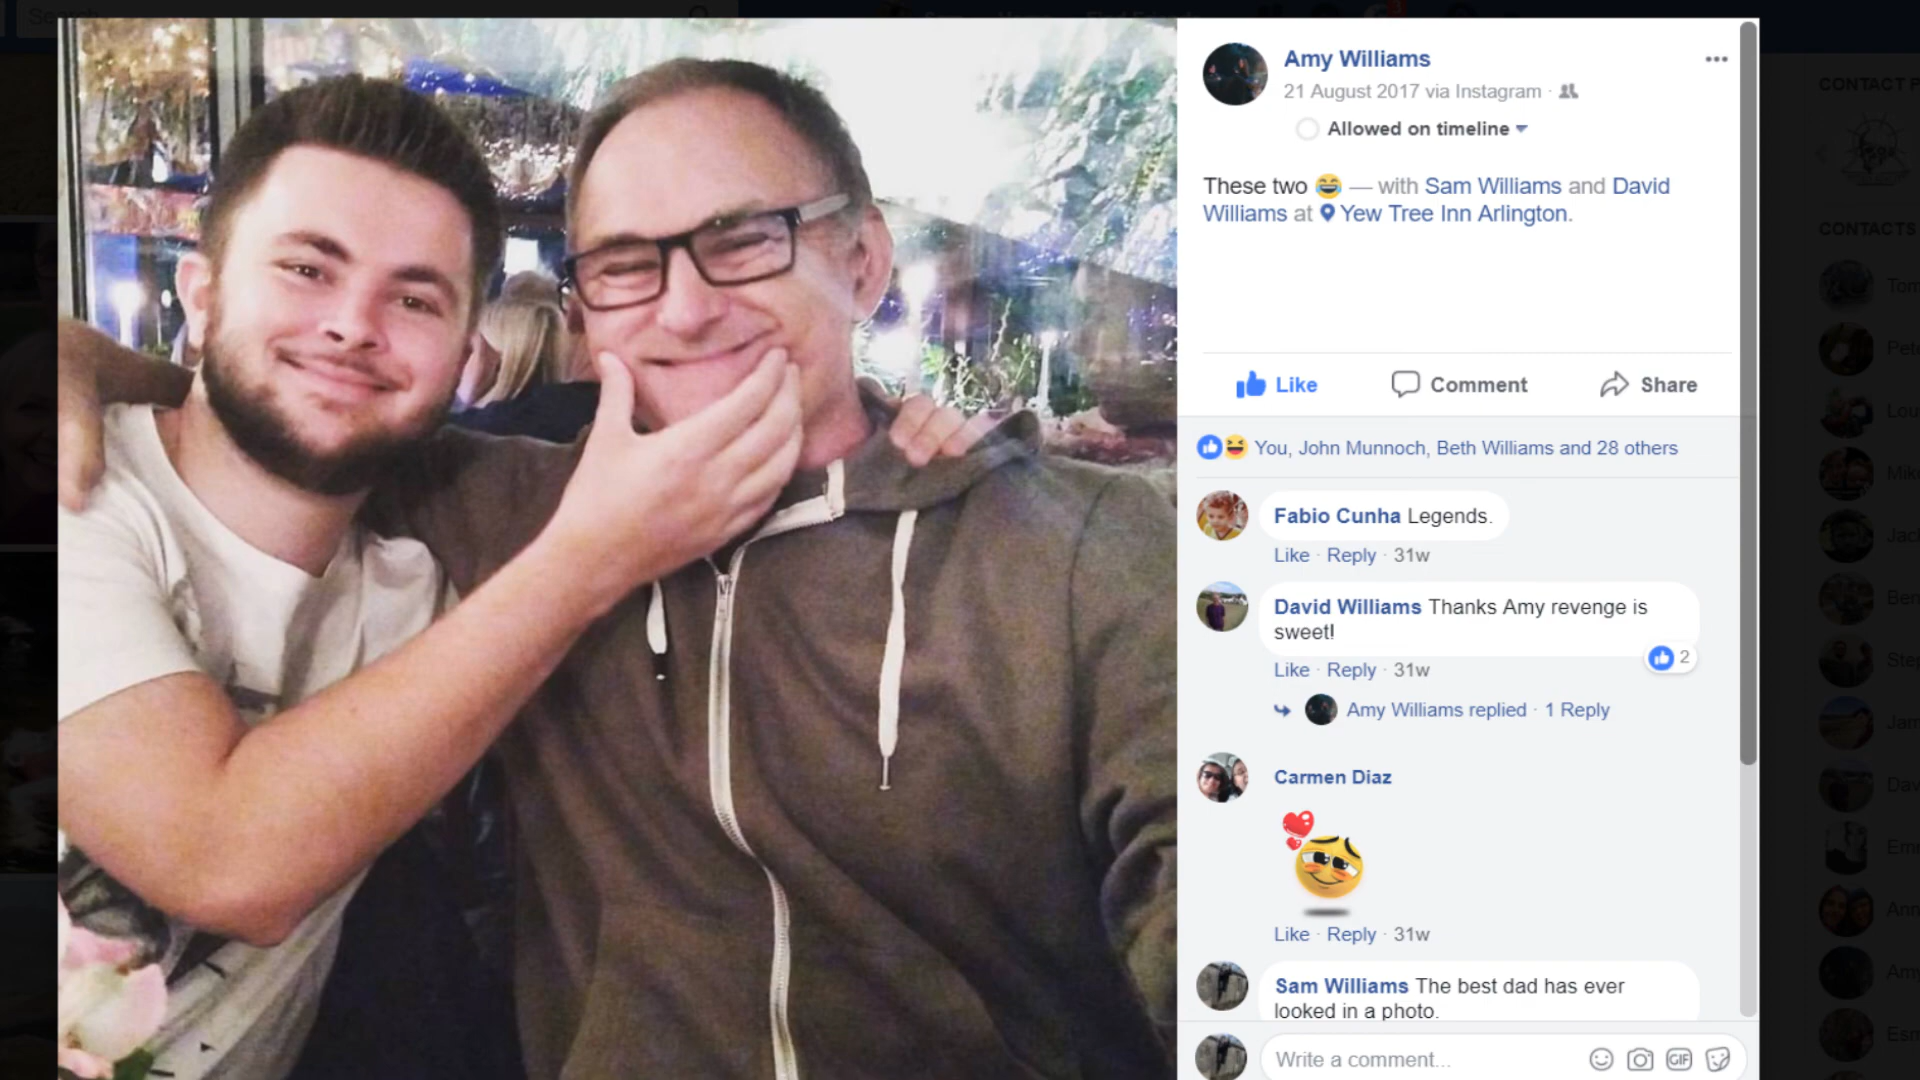 Search
Amy Williams
21 August 2017 via Instagram ·
Allowed on timeline
These two 😂 — with Sam Williams and David
Williams at Yew Tree Inn Arlington.
Like Comment Share
You, John Munnoch, Beth Williams and 28 others
Fabio Cunha Legends.
Like · Reply · 31w
David Williams Thanks Amy revenge is
sweet!
2
Like · Reply · 31w
Amy Williams replied · 1 Reply
Carmen Diaz
Like · Reply · 31w
Sam Williams The best dad has ever
looked in a photo.
Write a comment...
GIF
CONTACTS